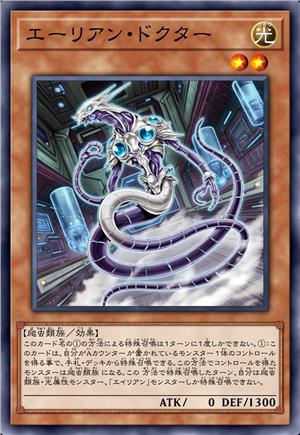 エーリアン・ドクター
光
[爬虫類族/効果]
このカード名の①の方法による特殊召喚は1ターンに1度しかできない。①:
このカードは、自分がAカウンターが置かれているモンスター1体のコントロール
を得る事で、手札・デッキから特殊召喚できる。この方法でコントロールを得た
モンスターは爬虫類族になる。この方法で特殊召喚したターン、自分は爬虫
類族・光属性モンスター、「エイリアン」モンスターしか特殊召喚できない。
ATK/ 0 DEF/1300